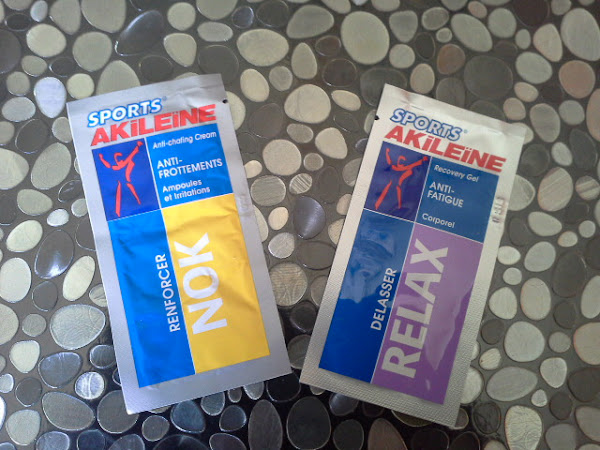 SPORTS®
AKILEÏNE
Anti-chafing Cream
ANTI-
FROTTEMENTS
Ampoules
et Irritations
RENFORCER
NOK
SPORTS®
AKILEÏNE
Recovery Gel
ANTI-
FATIGUE
Corporel
DELASSER
RELAX